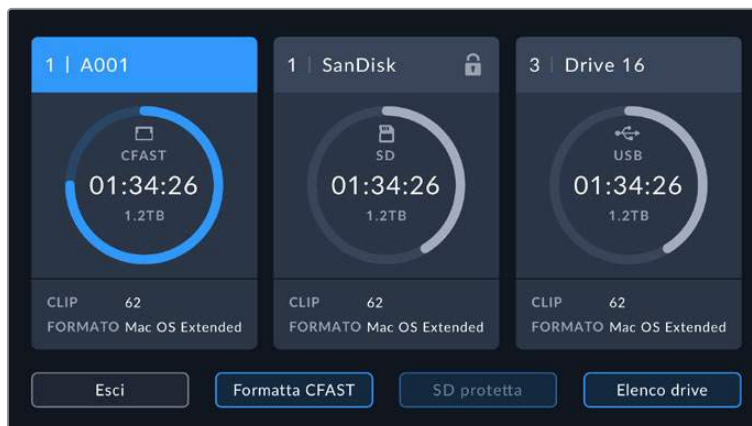 1 | A001
CFAST
01:34:26
1.2TB
CLIP 62
FORMATO Mac OS Extended
1 | SanDisk
SD
01:34:26
1.2TB
CLIP 62
FORMATO Mac OS Extended
3 | Drive 16
USB
01:34:26
1.2TB
CLIP 62
FORMATO Mac OS Extended
Esci
Formatta CFAST
SD protetta
Elenco drive